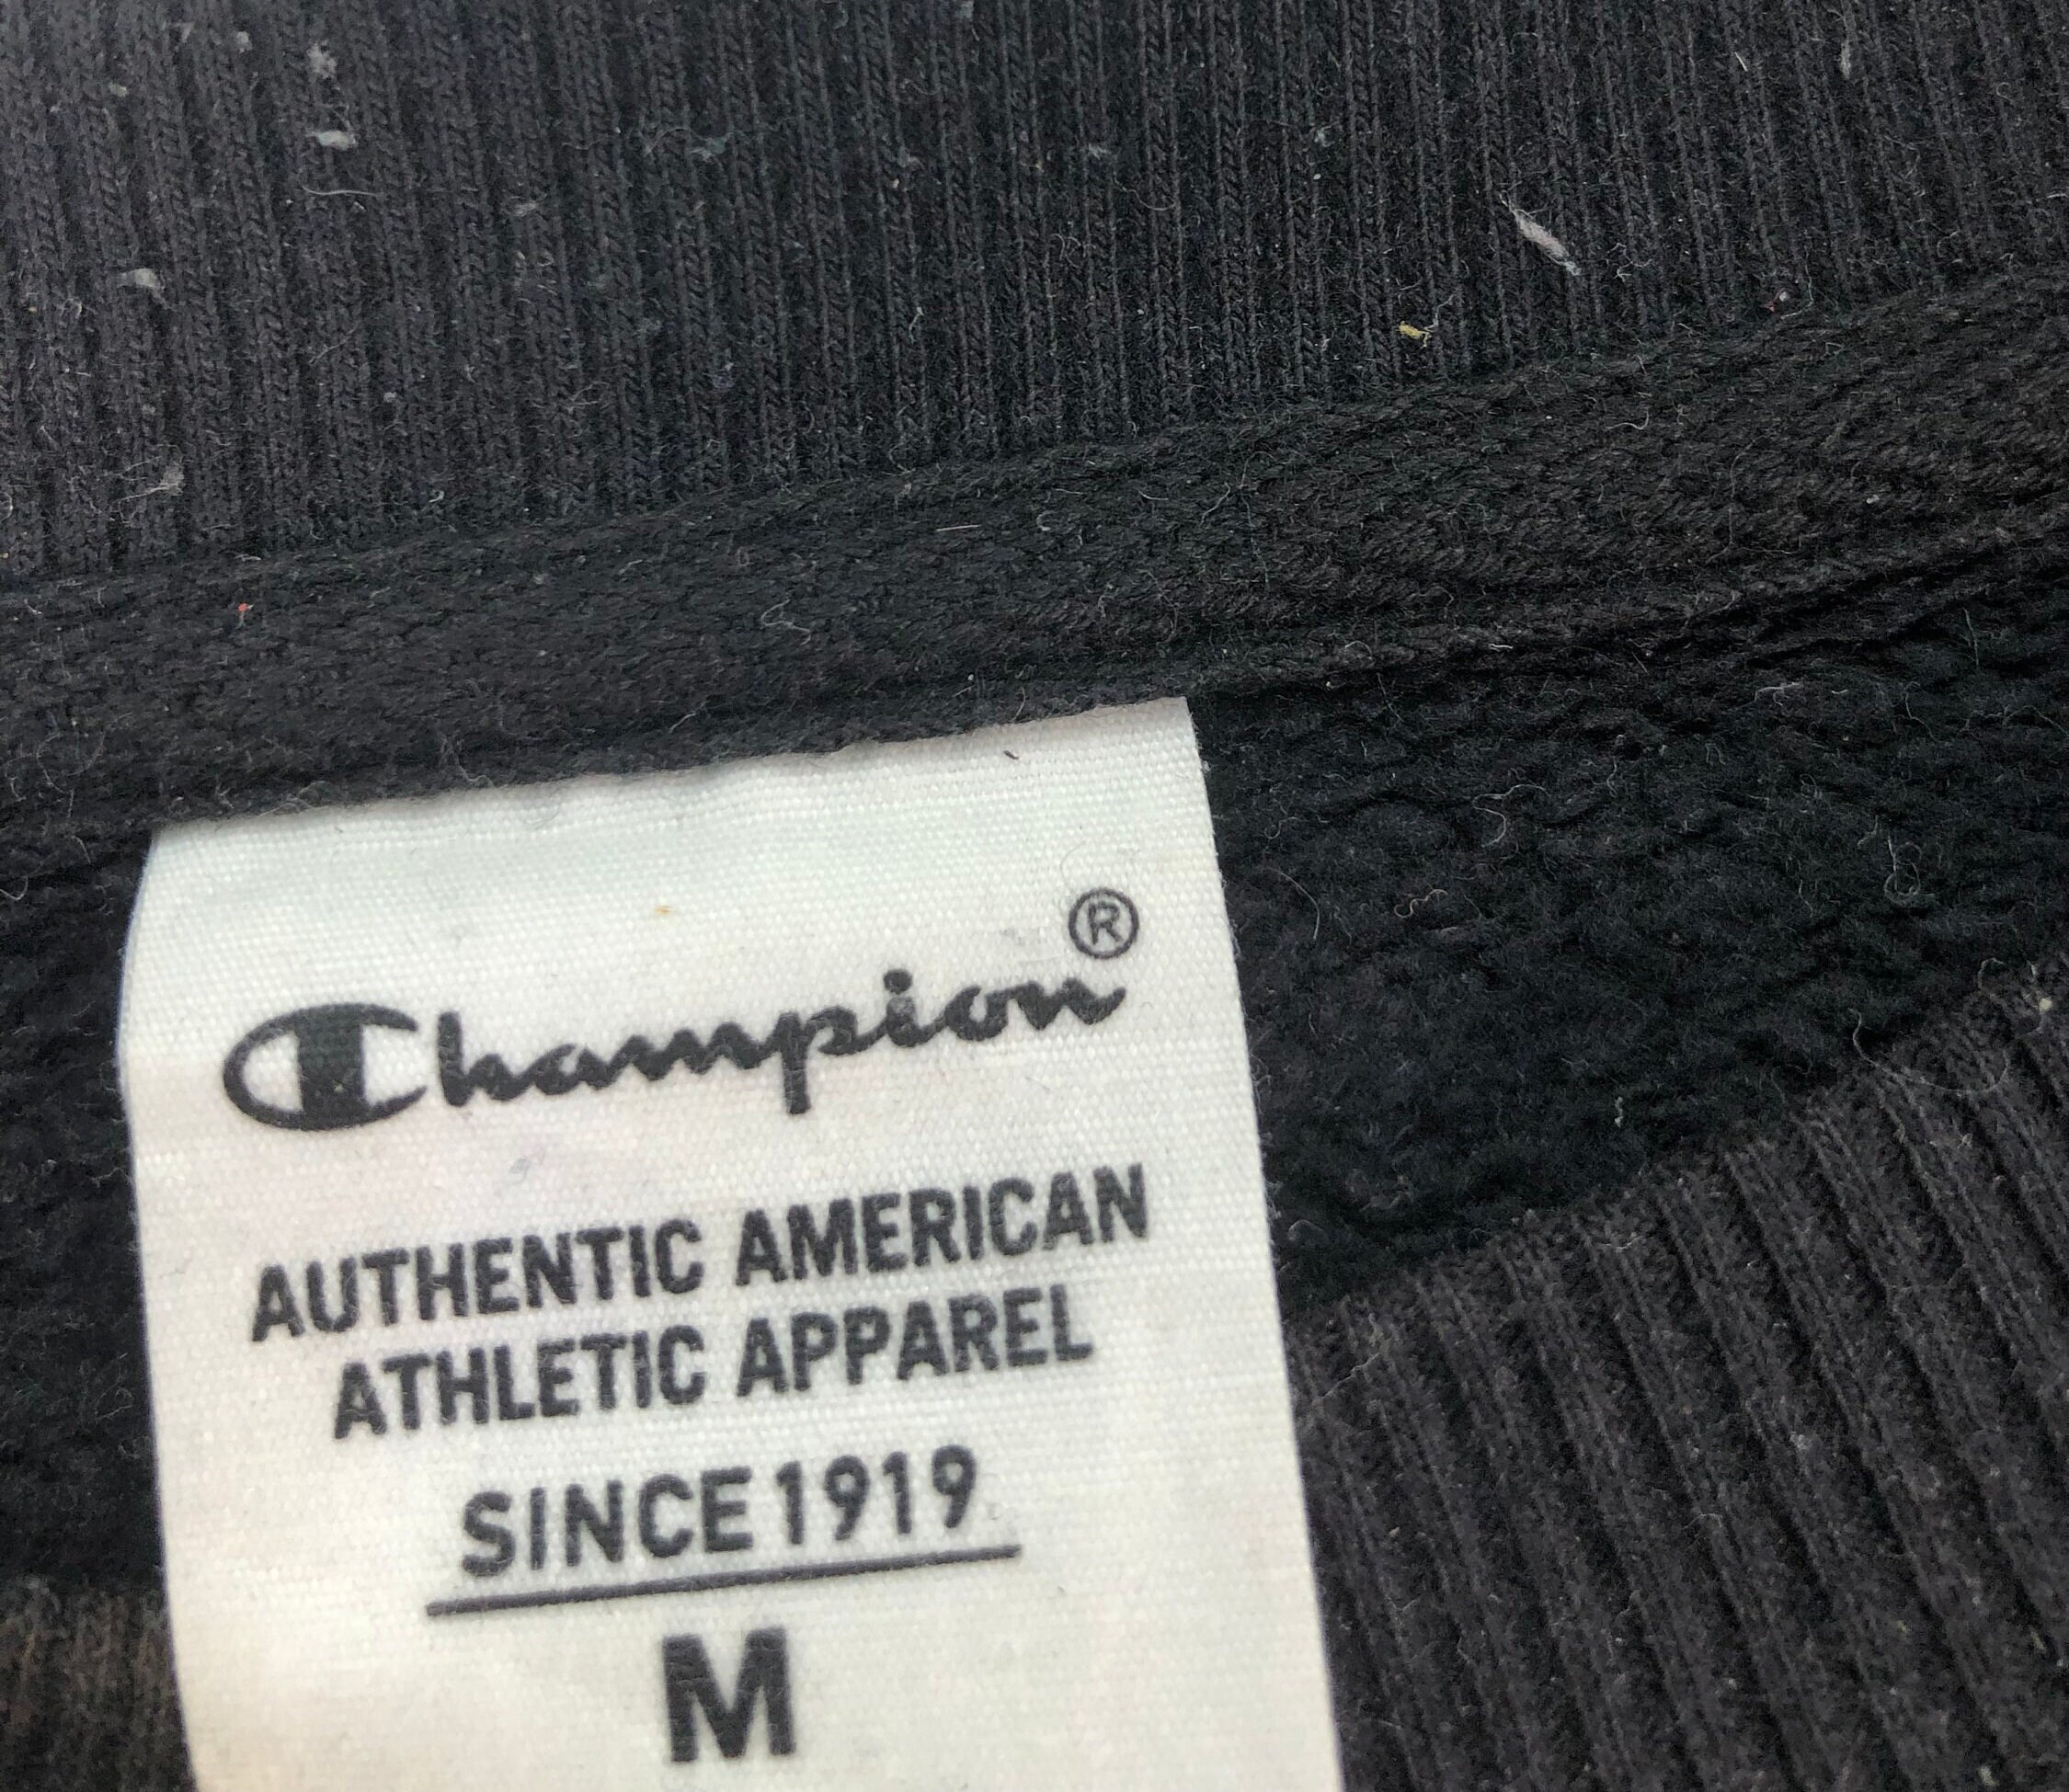 Champion®
AUTHENTIC AMERICAN
ATHLETIC APPAREL
SINCE 1919
M